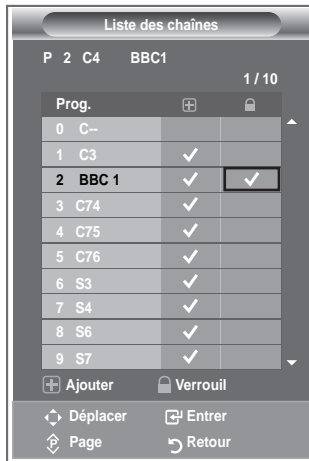 Liste des chaînes
P 2 C4 BBC1
1 / 10
Prog.
0 C--
1 C3
2 BBC 1
3 C74
4 C75
5 C76
6 S3
7 S4
8 S6
9 S7
Ajouter Verrouil
Déplacer Entrer
P Page Retour